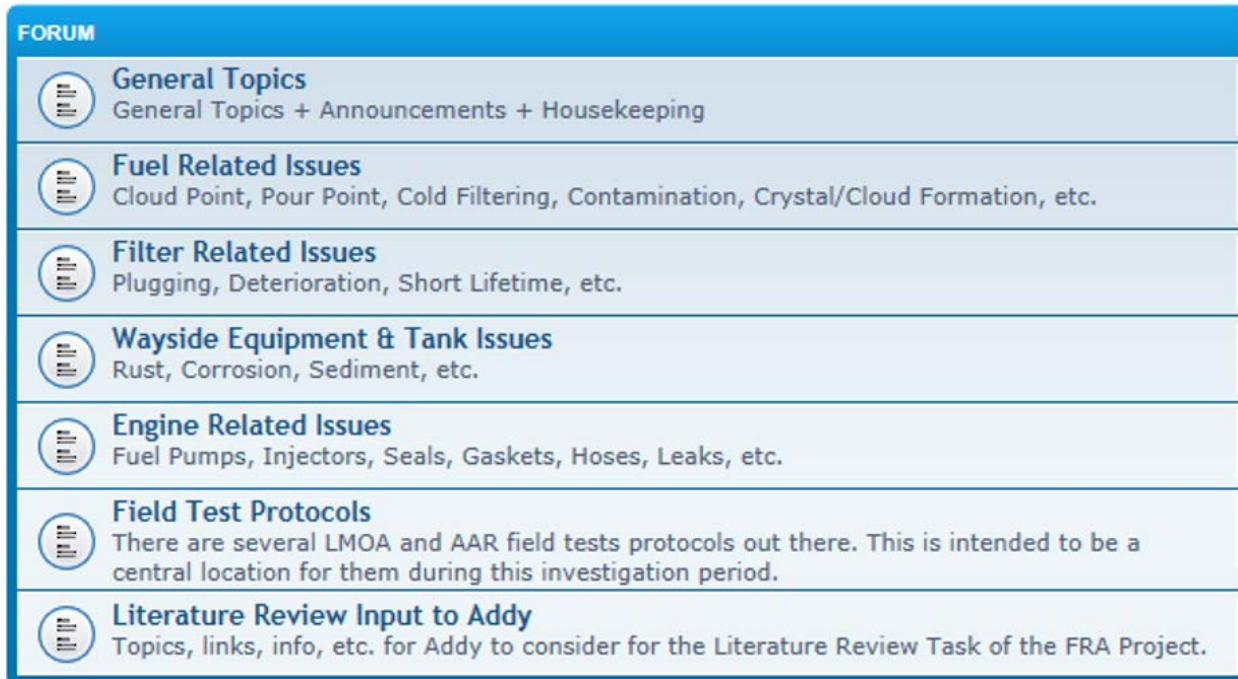 FORUM
General Topics
General Topics + Announcements + Housekeeping
Fuel Related Issues
Cloud Point, Pour Point, Cold Filtering, Contamination, Crystal/Cloud Formation, etc.
Filter Related Issues
Plugging, Deterioration, Short Lifetime, etc.
Wayside Equipment & Tank Issues
Rust, Corrosion, Sediment, etc.
Engine Related Issues
Fuel Pumps, Injectors, Seals, Gaskets, Hoses, Leaks, etc.
Field Test Protocols
There are several LMOA and AAR field tests protocols out there. This is intended to be a
central location for them during this investigation period.
Literature Review Input to Addy
Topics, links, info, etc. for Addy to consider for the Literature Review Task of the FRA Project.